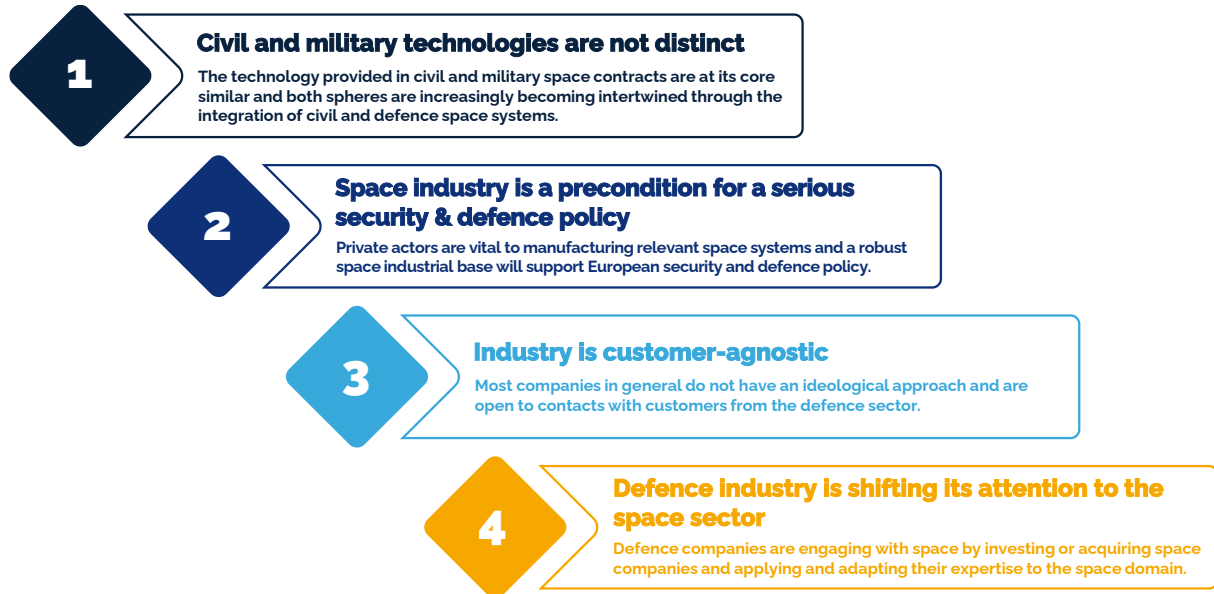 1
Civil and military technologies are not distinct
The technology provided in civil and military space contracts are at its core
similar and both spheres are increasingly becoming intertwined through the
integration of civil and defence space systems.
2
Space industry is a precondition for a serious
security & defence policy
Private actors are vital to manufacturing relevant space systems and a robust
space industrial base will support European security and defence policy.
3
Industry is customer-agnostic
Most companies in general do not have an ideological approach and are
open to contacts with customers from the defence sector.
4
Defence industry is shifting its attention to the
space sector
Defence companies are engaging with space by investing or acquiring space
companies and applying and adapting their expertise to the space domain.